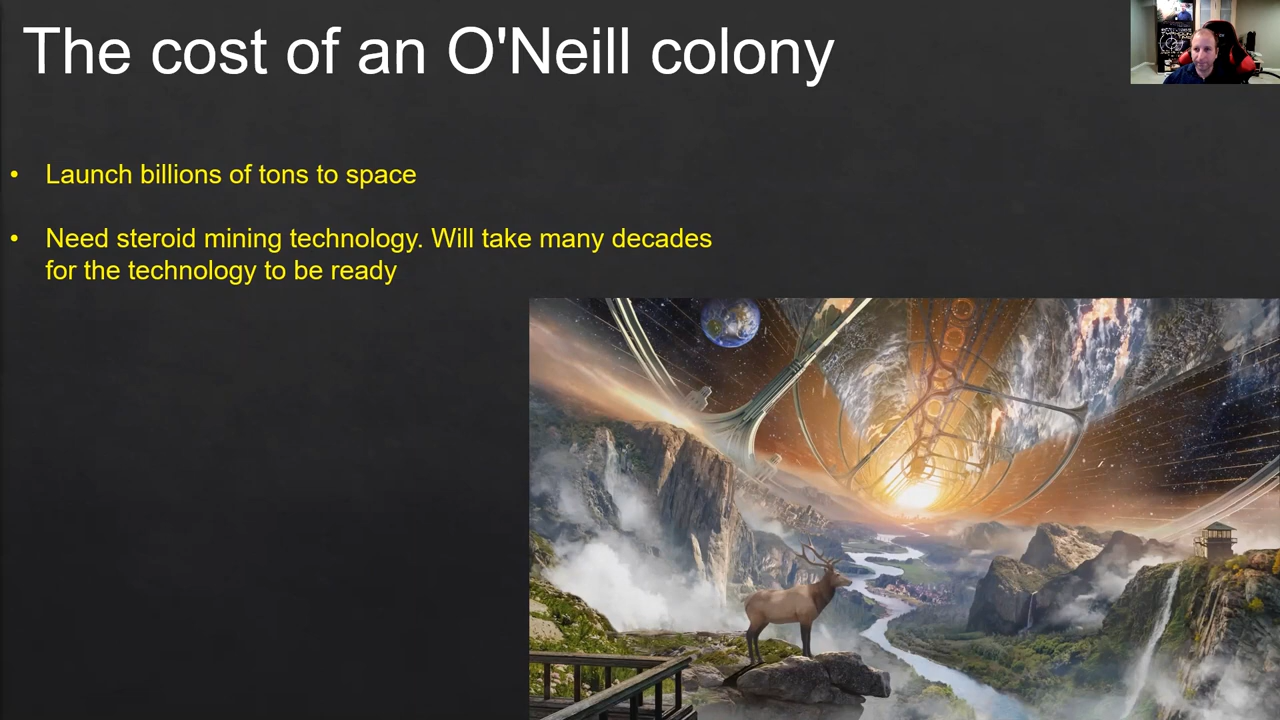 The cost of an O'Neill colony
• Launch billions of tons to space
• Need steroid mining technology. Will take many decades
for the technology to be ready